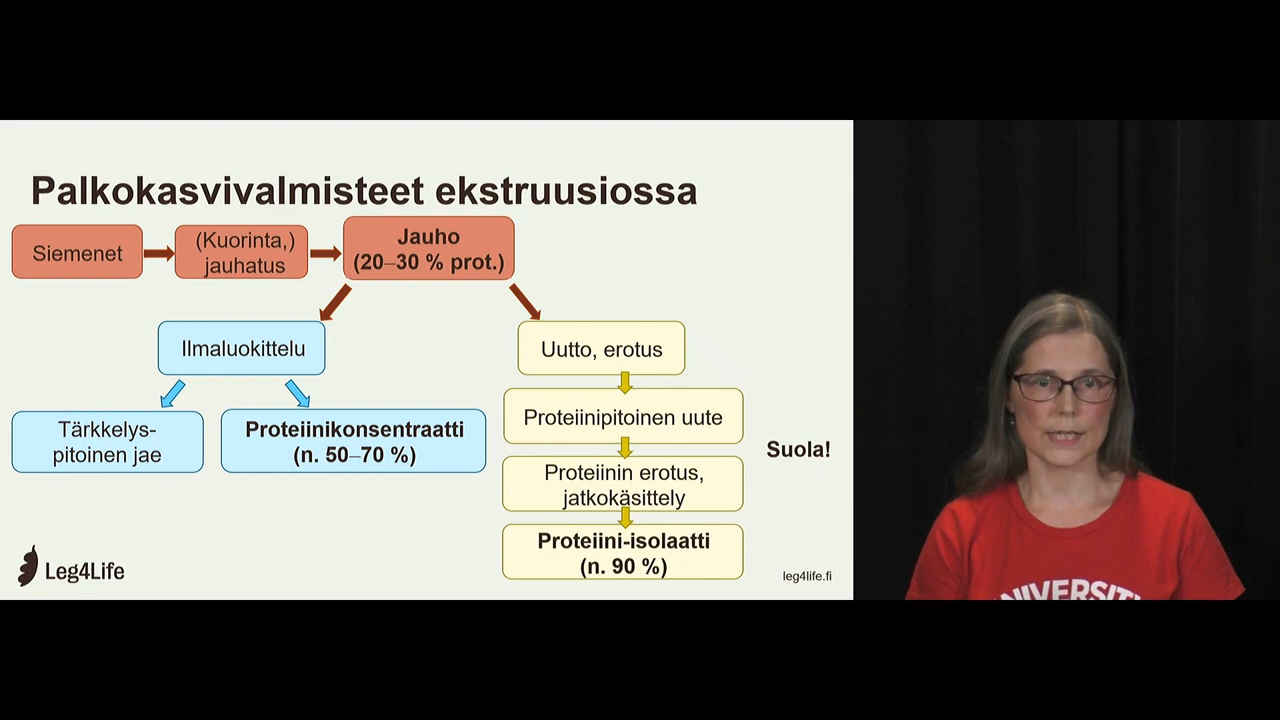 Palkokasvivalmisteet ekstruusiossa
Siemenet
(Kuorinta,)
jauhatus
Jauho
(20–30 % prot.)
Ilmaluokittelu
Tärkkelys-
pitoinen jae
Proteiinikonsentraatti
(n. 50–70 %)
Uutto, erotus
Proteiinipitoinen uute
Proteiinin erotus,
jatkokäsittely
Proteiini-isolaatti
(n. 90 %)
Suola!
Leg4Life
leg4life.fi